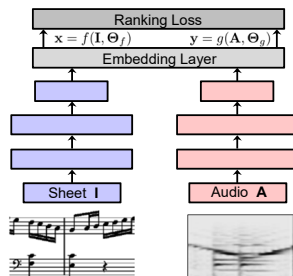 Ranking Loss
x = f(I, Θ_f) y = g(A, Θ_g)
Embedding Layer
Sheet I Audio A